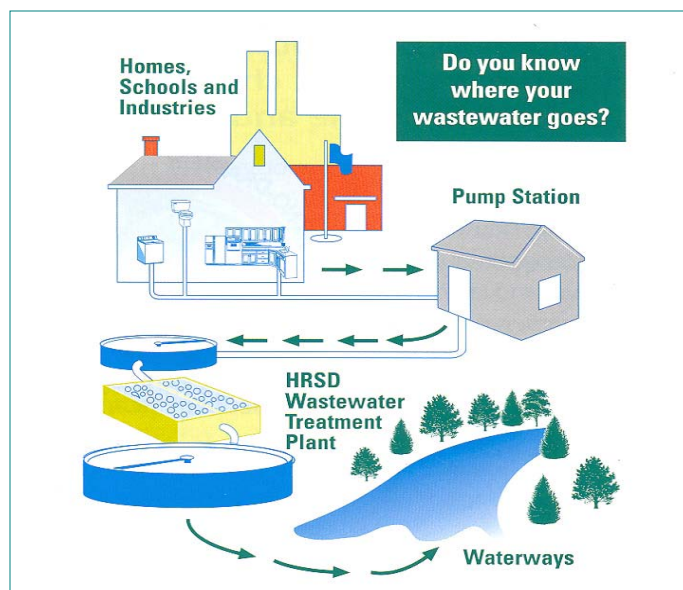 Homes,
Schools and
Industries
Do you know
where your
wastewater goes?
Pump Station
HRSD
Wastewater
Treatment
Plant
Waterways